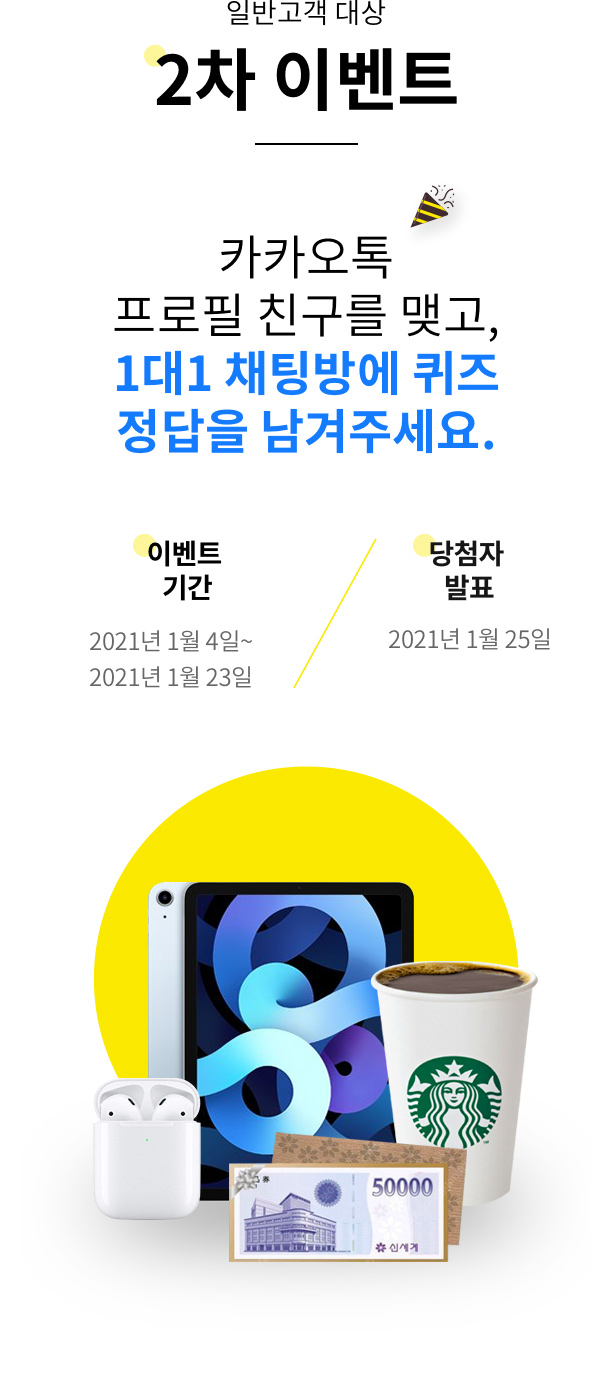 일반고객 대상
2차 이벤트
카카오톡
프로필 친구를 맺고,
1대1 채팅방에 퀴즈
정답을 남겨주세요.
이벤트
기간
2021년 1월 4일~
2021년 1월 23일
당첨자
발표
2021년 1월 25일
50000
신세계